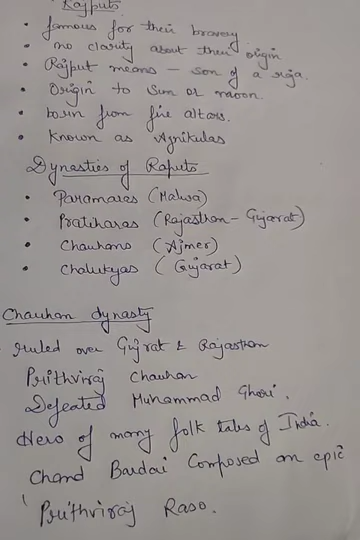 Rajputs
• famous for their bravery
• no clarity about their origin
• Rajput means - son of a raja.
• Origin to Sun or moon.
• born from fire altars.
• known as Agnikulas
Dynasties of Raputs
• Paramaras (Malwa)
• Pratiharas (Rajasthan - Gujarat)
• Chauhans (Ajmer)
• Chalukyas (Gujarat)
Chauhan dynasty
ruled over Gujrat & Rajasthan
Prithviraj Chauhan
Defeated Muhammad Ghori.
Hero of many folk tales of India.
Chand Bardai Composed an epic
'Prithviraj Raso.